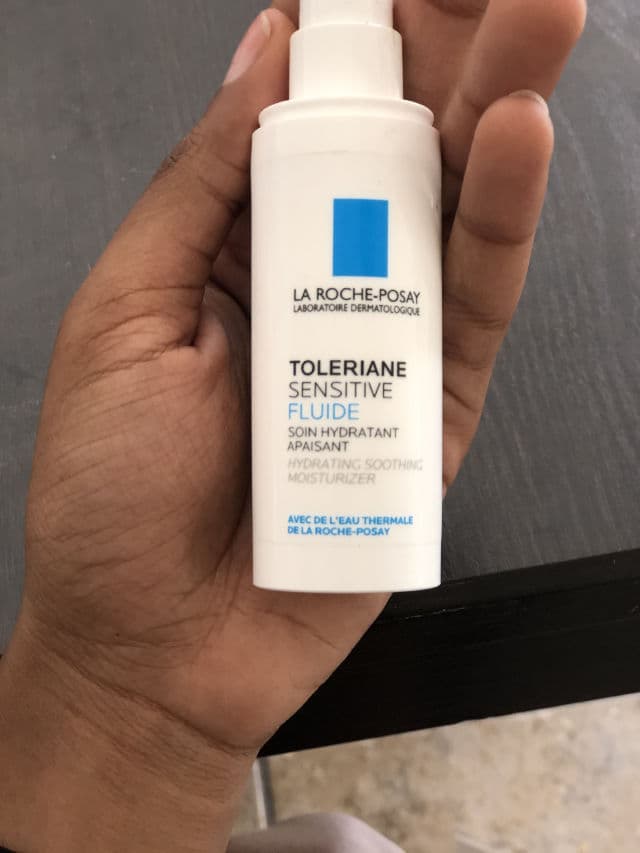 LA ROCHE-POSAY
LABORATOIRE DERMATOLOGIQUE
TOLERIANE
SENSITIVE
FLUIDE
SOIN HYDRATANT
APAISANT
HYDRATING SOOTHING
MOISTURIZER
AVEC DE L'EAU THERMALE
DE LA ROCHE-POSAY